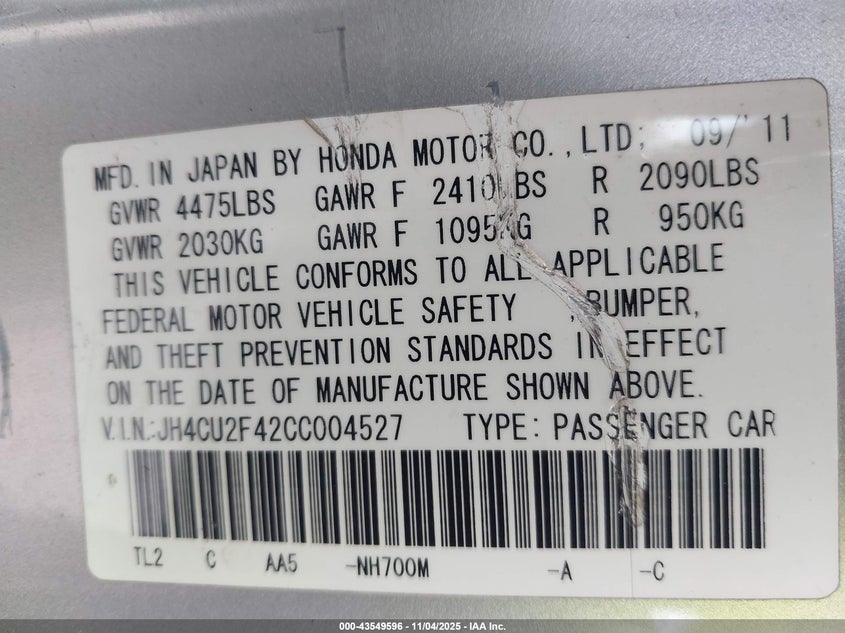 MFD. IN JAPAN BY HONDA MOTOR CO., LTD; 09/'11
GVWR 4475LBS GAWR F 2410LBS R 2090LBS
GVWR 2030KG GAWR F 1095KG R 950KG
THIS VEHICLE CONFORMS TO ALL APPLICABLE
FEDERAL MOTOR VEHICLE SAFETY , BUMPER,
AND THEFT PREVENTION STANDARDS IN EFFECT
ON THE DATE OF MANUFACTURE SHOWN ABOVE.
V.I.N.:JH4CU2F42CC004527 TYPE: PASSENGER CAR
TL2 C AA5 -NH700M -A -C
000-43549596 - 11/04/2025 - IAA Inc.